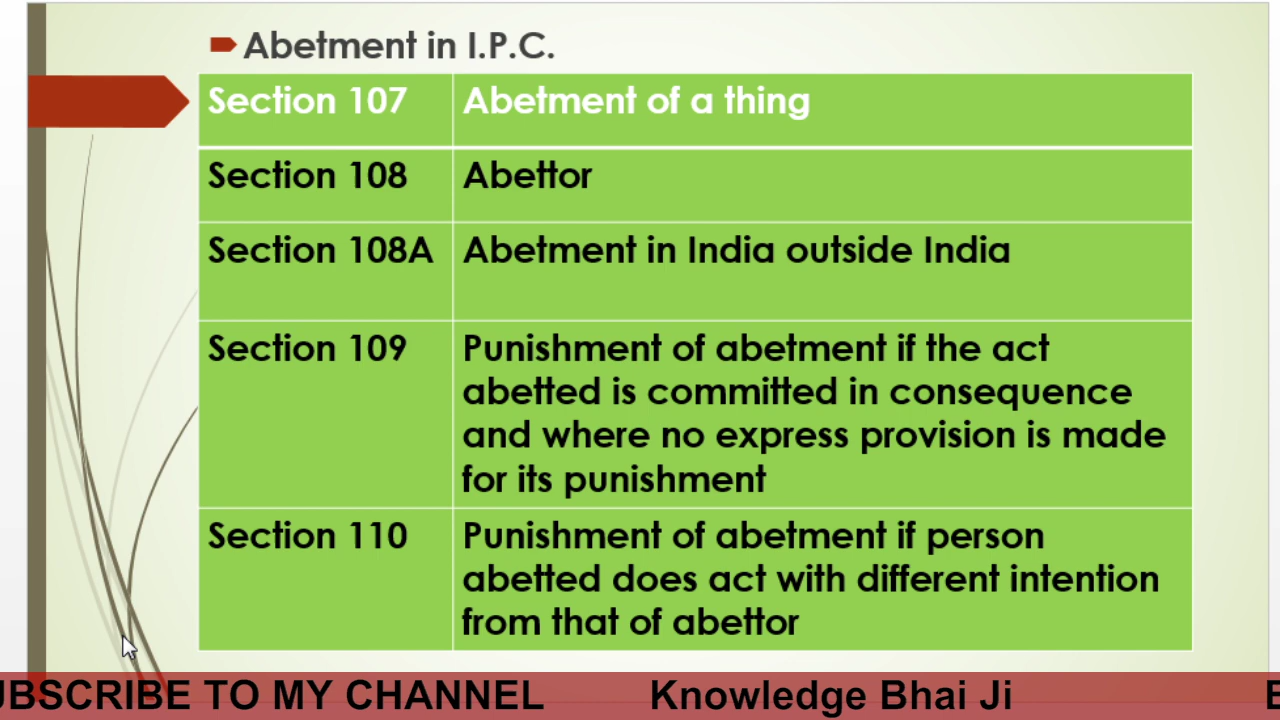 Abetment in I.P.C.
Section 107 Abetment of a thing
Section 108 Abettor
Section 108A Abetment in India outside India
Section 109 Punishment of abetment if the act
abetted is committed in consequence
and where no express provision is made
for its punishment
Section 110 Punishment of abetment if person
abetted does act with different intention
from that of abettor
UBSCRIBE TO MY CHANNEL Knowledge Bhai Ji